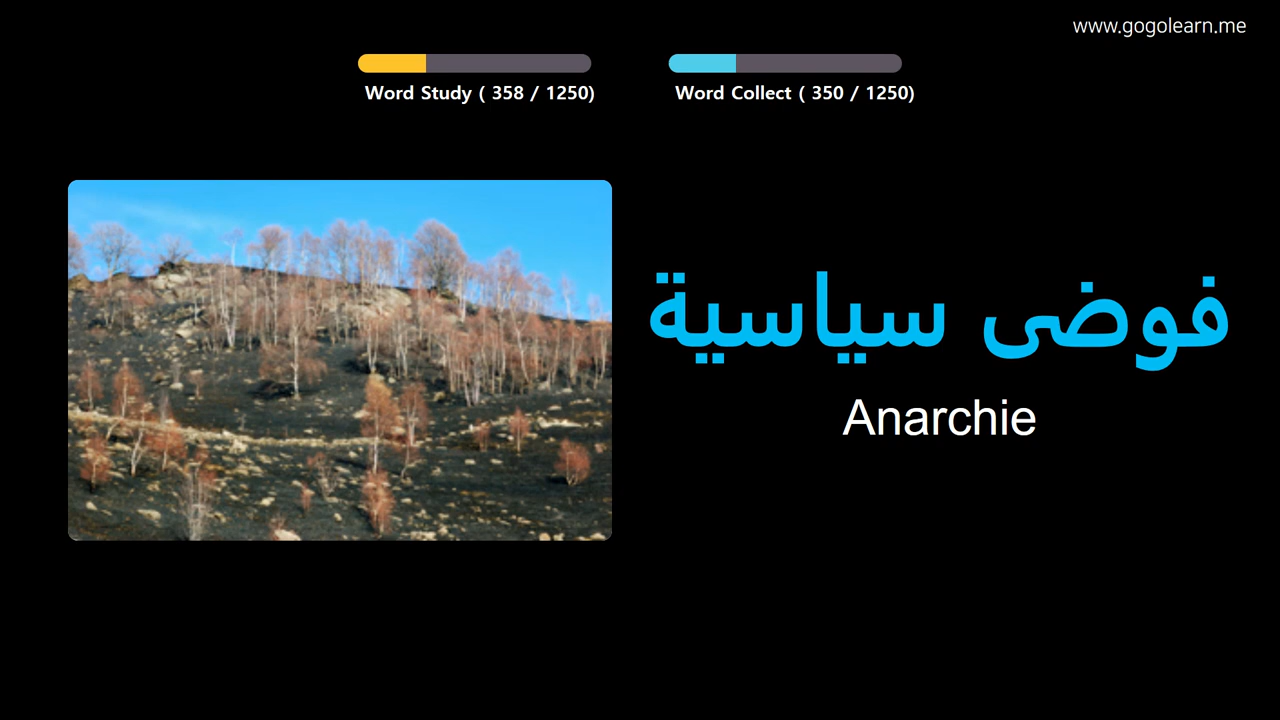 www.gogolearn.me
Word Study ( 358 / 1250)
Word Collect ( 350 / 1250)
فوضى سياسية
Anarchie